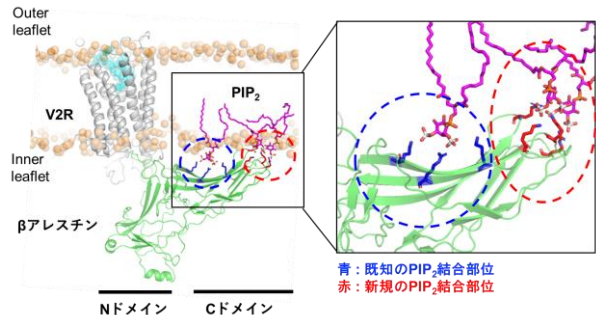 Outer
leaflet
V2R
PIP₂
Inner
leaflet
βアレスチン
Nドメイン
Cドメイン
青：既知のPIP₂結合部位
赤：新規のPIP₂結合部位